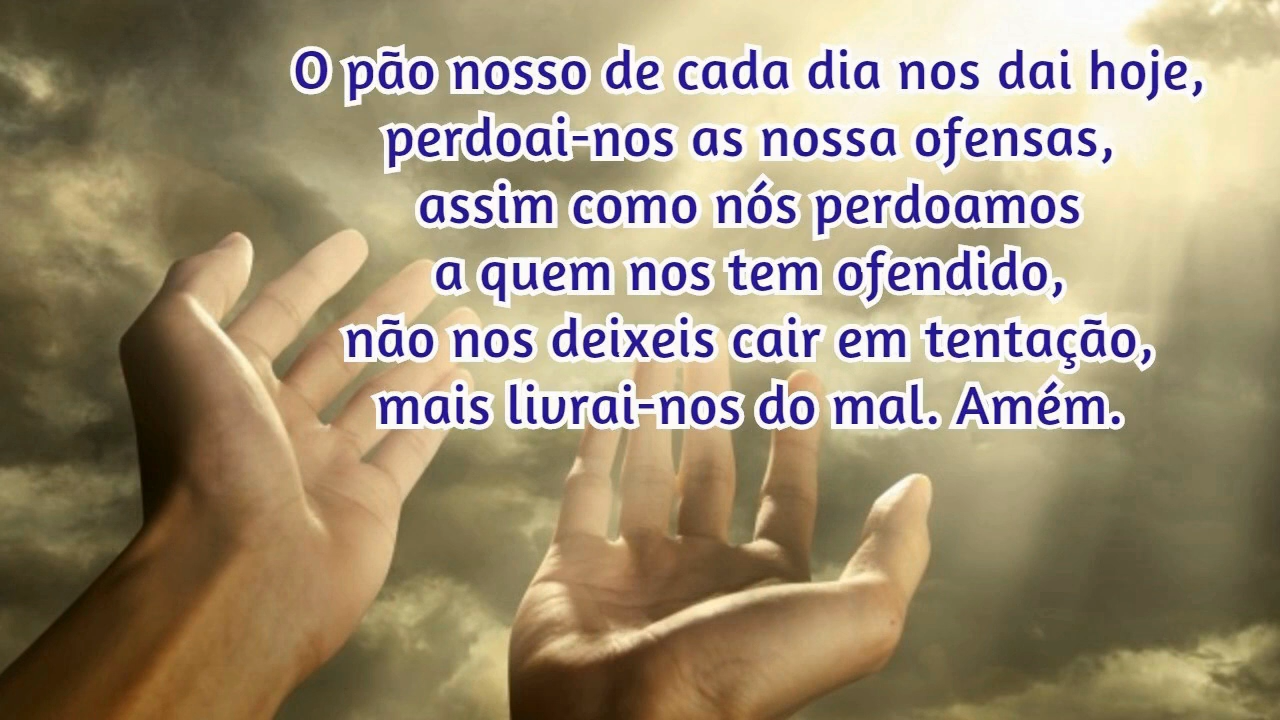 O pão nosso de cada dia nos dai hoje,
perdoai-nos as nossa ofensas,
assim como nós perdoamos
a quem nos tem ofendido,
não nos deixeis cair em tentação,
mais livrai-nos do mal. Amém.